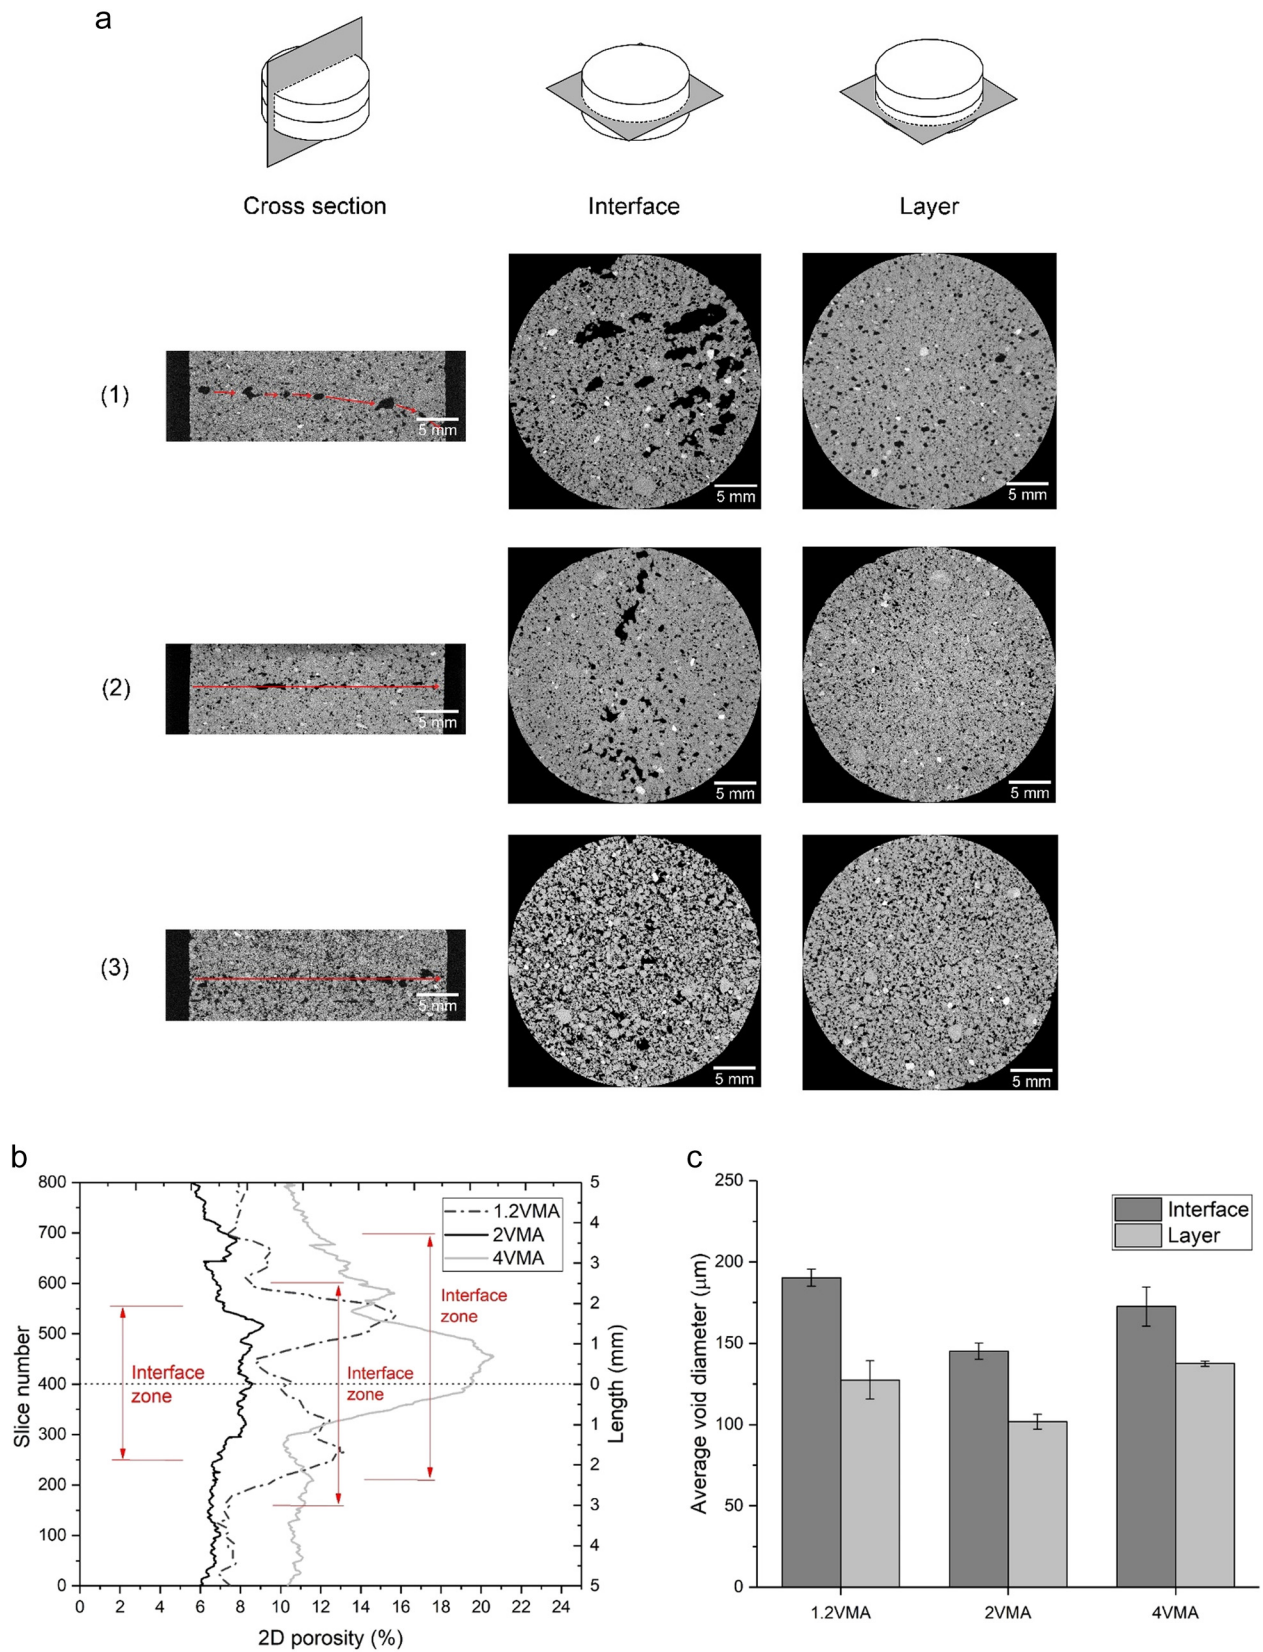 a
Cross section
Interface
Layer
(1)
5 mm
5 mm
5 mm
(2)
5 mm
5 mm
5 mm
(3)
5 mm
5 mm
5 mm
b
800
700
600
500
400
300
200
100
0
Slice number
0 2 4 6 8 10 12 14 16 18 20 22 24
2D porosity (%)
5
4
3
2
1
0
1
2
3
4
5
Length (mm)
1.2VMA
2VMA
4VMA
Interface
zone
Interface
zone
Interface
zone
c
250
200
150
100
50
0
Average void diameter (μm)
Interface
Layer
1.2VMA
2VMA
4VMA